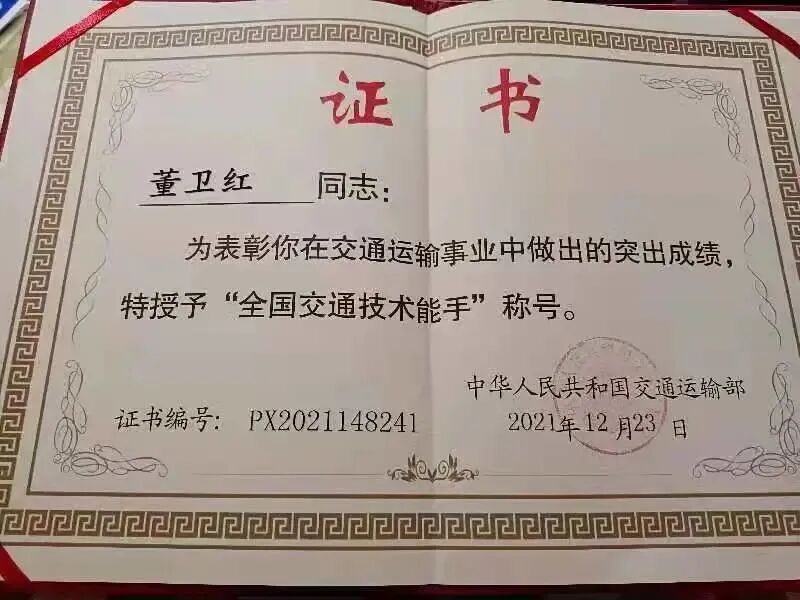 证 书
董卫红 同志：
为表彰你在交通运输事业中做出的突出成绩，
特授予“全国交通技术能手”称号。
中华人民共和国交通运输部
证书编号：PX2021148241
2021年12月23日